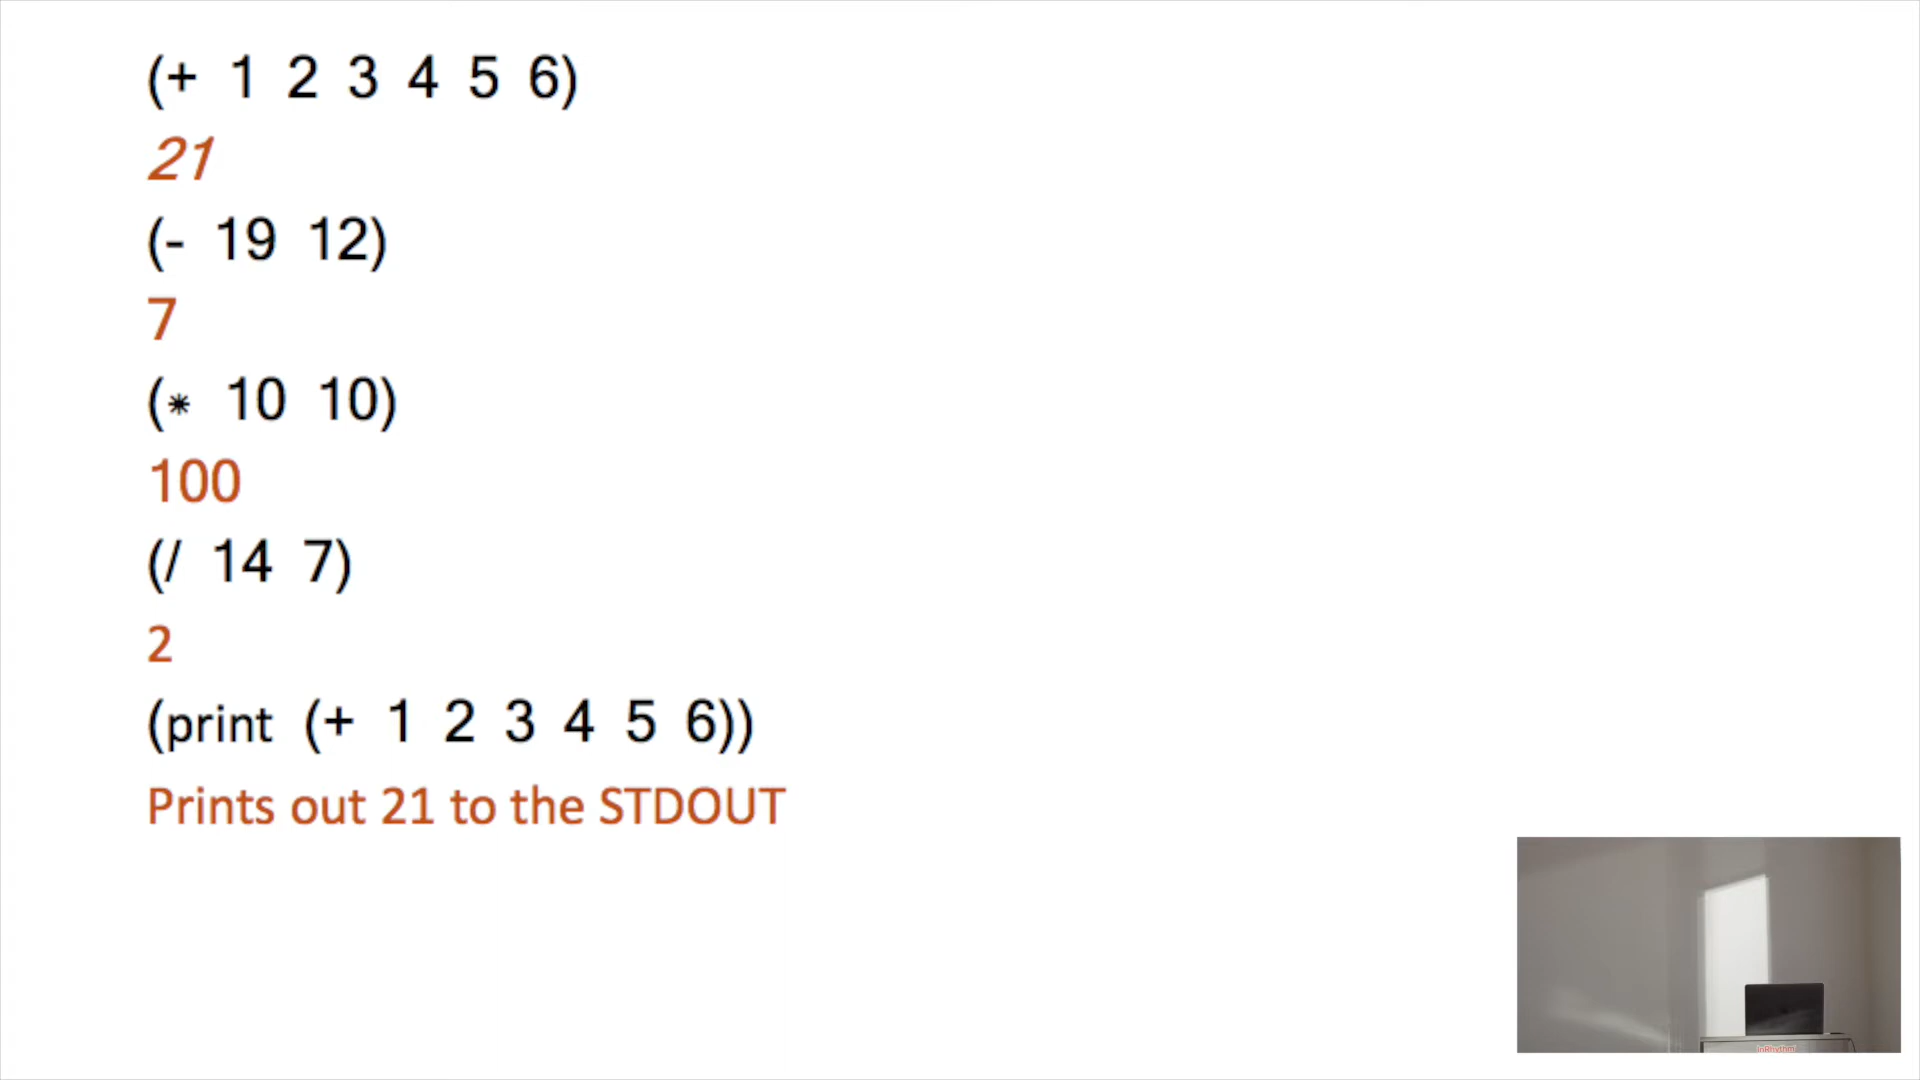 (+ 1 2 3 4 5 6)
21
(- 19 12)
7
(* 10 10)
100
(/ 14 7)
2
(print (+ 1 2 3 4 5 6))
Prints out 21 to the STDOUT
InRhythm